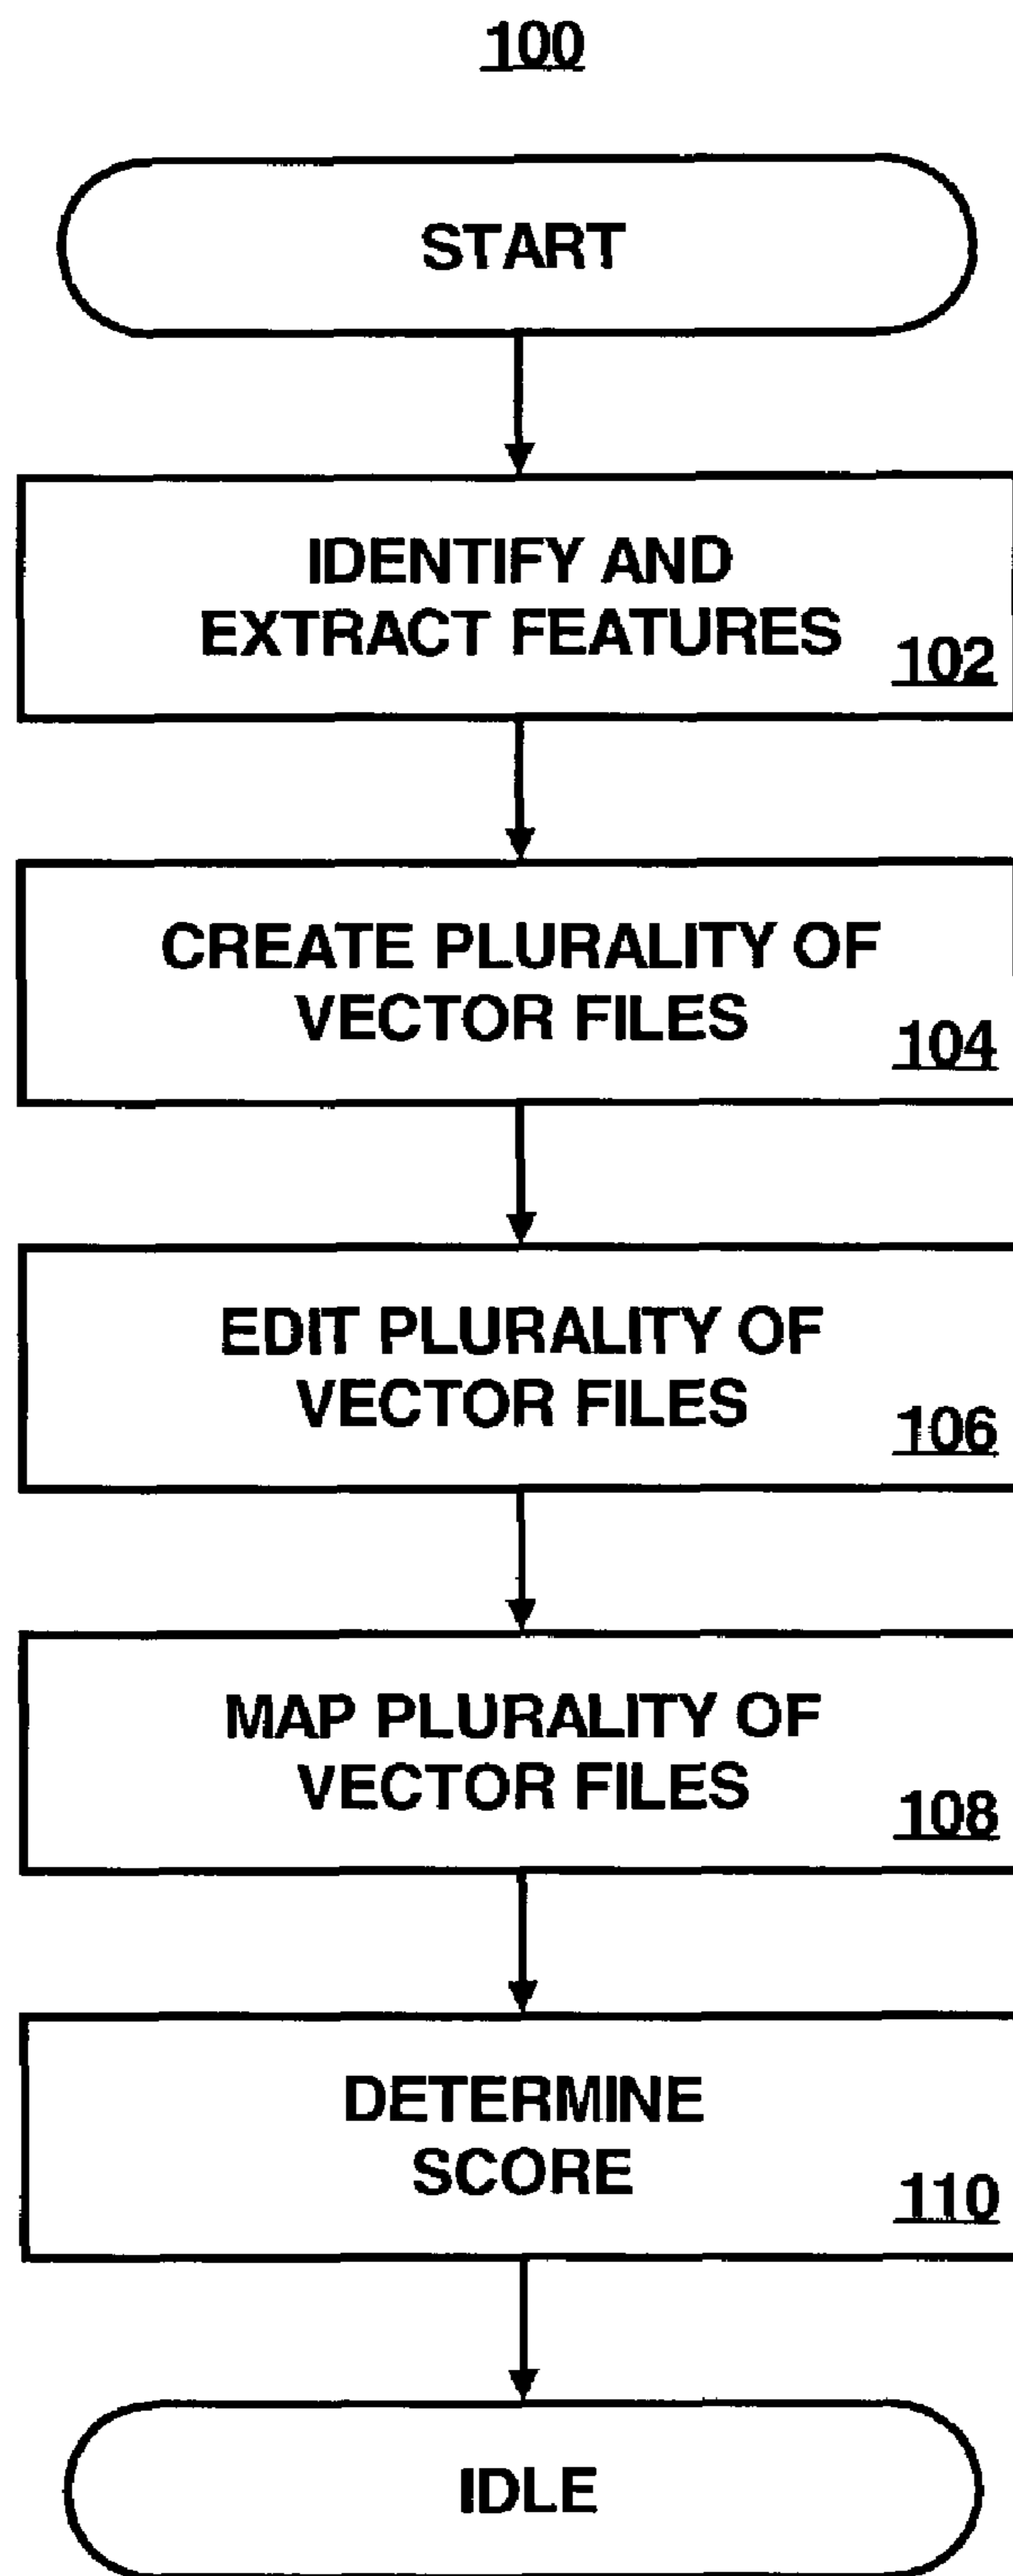 100
START
IDENTIFY AND
EXTRACT FEATURES
102
CREATE PLURALITY OF
VECTOR FILES
104
EDIT PLURALITY OF
VECTOR FILES
106
MAP PLURALITY OF
VECTOR FILES
108
DETERMINE
SCORE
110
IDLE